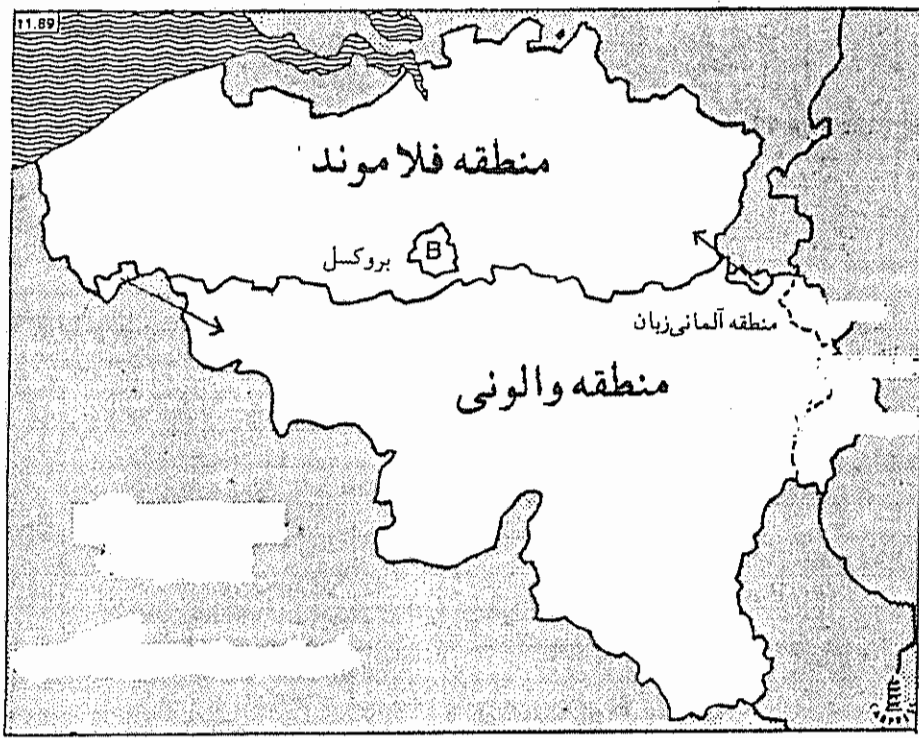 11.89
منطقه فلاموند
B
بروکسل
منطقه آلمانی‌زبان
منطقه والونی